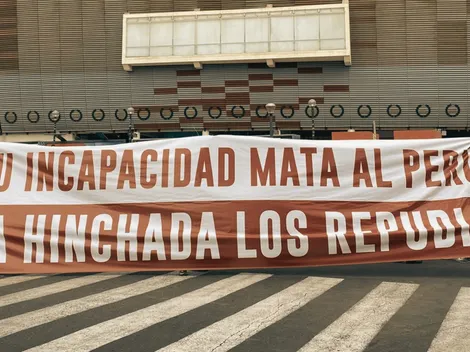 U INCAPACIDAD MATA AL PERÚ
A HINCHADA LOS REPUDI